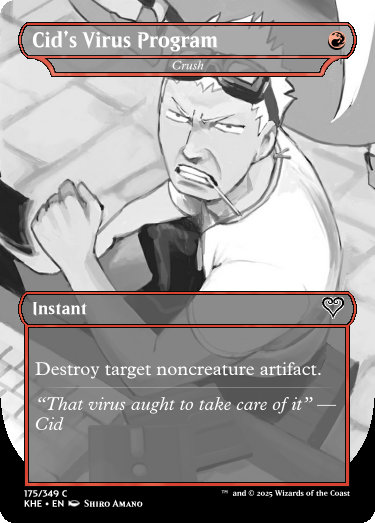 Cid's Virus Program
Crush
Instant
Destroy target noncreature artifact.
“That virus aught to take care of it” —
Cid
175/349 C
KHE • EN Shiro Amano
™ and © 2025 Wizards of the Coast